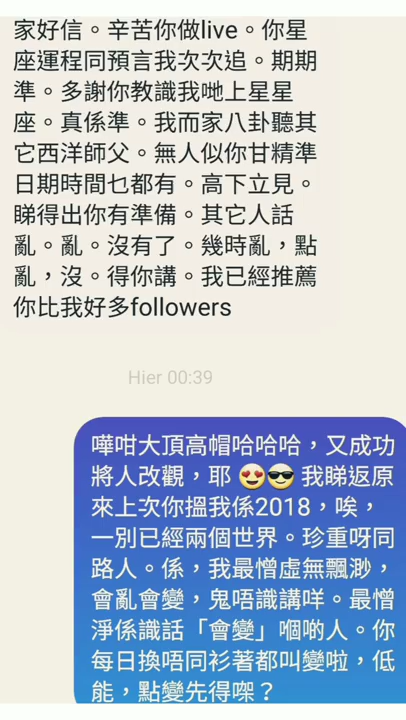 家好信。辛苦你做live。你星
座運程同預言我次次追。期期
準。多謝你教識我哋上星星
座。真係準。我而家八卦聽其
它西洋師父。無人似你甘精準
日期時間乜都有。高下立見。
睇得出你有準備。其它人話
亂。亂。沒有了。幾時亂，點
亂，沒。得你講。我已經推薦
你比我好多followers
Hier 00:39
嘩咁大頂高帽哈哈哈，又成功
將人改觀，耶 😍😎 我睇返原
來上次你搵我係2018，唉，
一別已經兩個世界。珍重呀同
路人。係，我最憎虛無飄渺，
會亂會變，鬼唔識講咩。最憎
淨係識話「會變」嗰啲人。你
每日換唔同衫著都叫變啦，低
能，點變先得㗎？